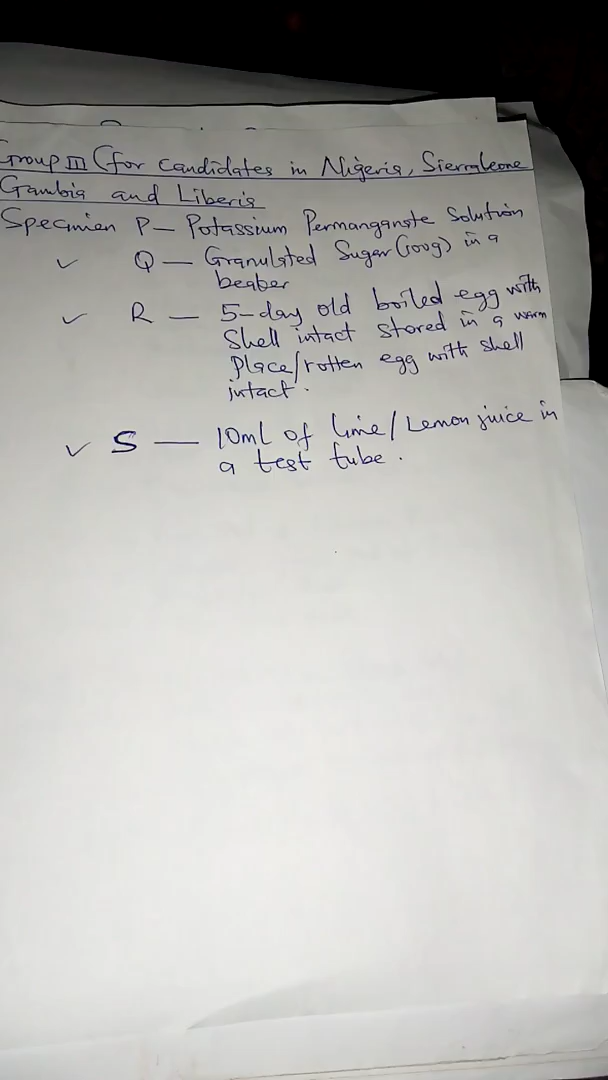 Group III (for candidates in Nigeria, Sierraleone
Gambia and Liberia
Specimen P — Potassium Permanganate Solution
✓ Q — Granulated Sugar (100g) in a
beaker
✓ R — 5-day old boiled egg with
Shell intact stored in a warm
place/rotten egg with shell
intact.
✓ S — 10ml of lime/Lemon juice in
a test tube.